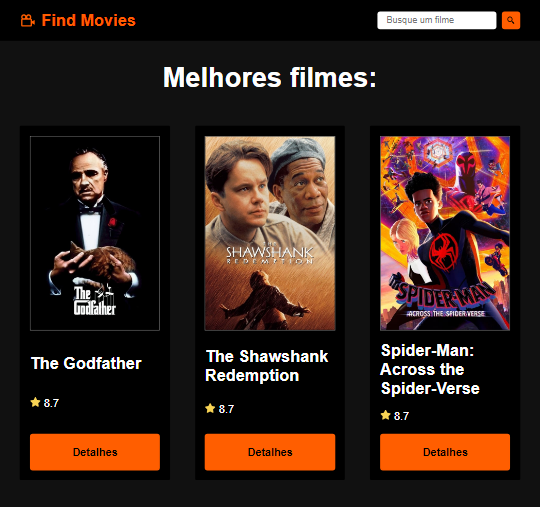 Find Movies
Busque um filme
Melhores filmes:
The
Godfather
THE
SHAWSHANK
REDEMPTION
SPIDER-MAN
ACROSS THE SPIDER-VERSE
The Godfather
The Shawshank
Redemption
Spider-Man:
Across the
Spider-Verse
8.7
8.7
8.7
Detalhes
Detalhes
Detalhes